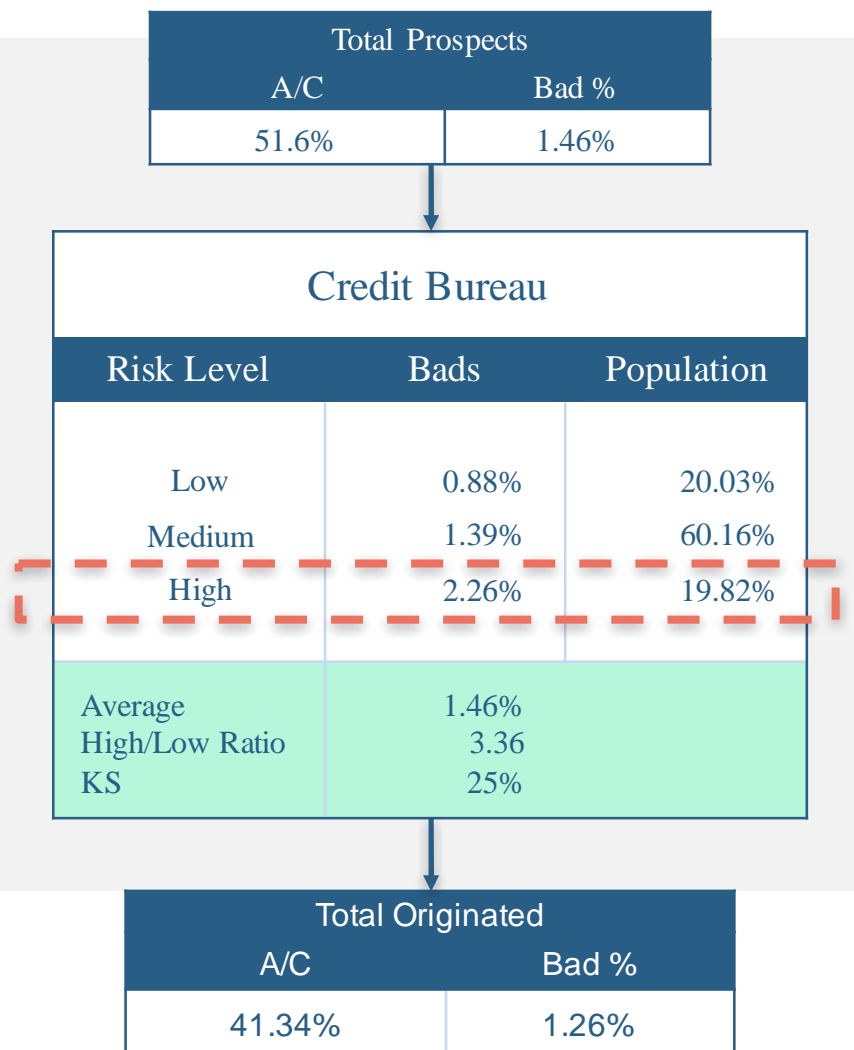 Total Prospects
A/C Bad %
51.6% 1.46%
Credit Bureau
Risk Level Bads Population
Low 0.88% 20.03%
Medium 1.39% 60.16%
High 2.26% 19.82%
Average 1.46%
High/Low Ratio 3.36
KS 25%
Total Originated
A/C Bad %
41.34% 1.26%